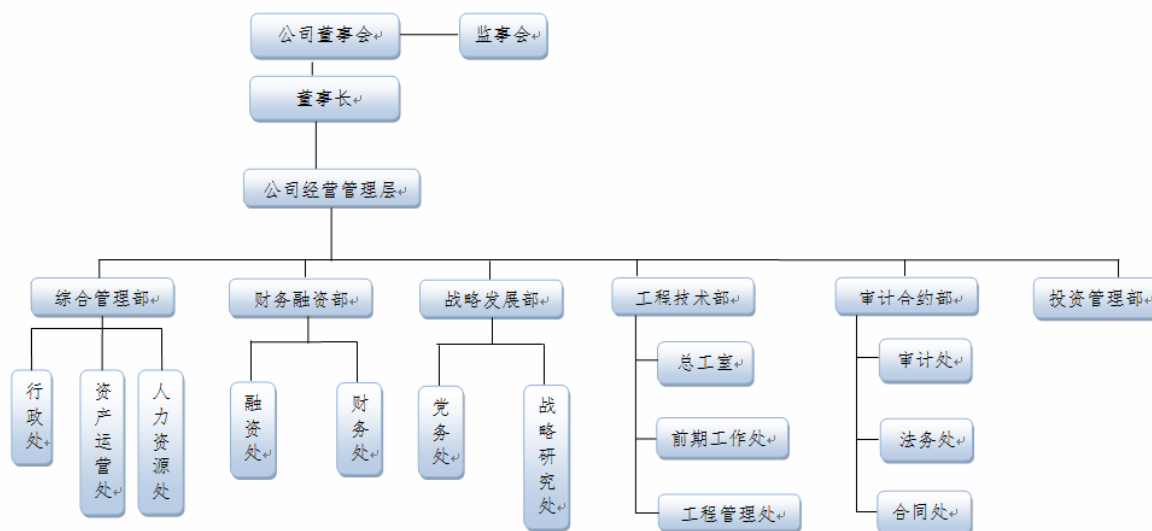 公司董事会
监事会
董事长
公司经营管理层
综合管理部
财务融资部
战略发展部
工程技术部
审计合约部
投资管理部
行政处
资产运营处
人力资源处
融资处
财务处
党务处
战略研究处
总工室
前期工作处
工程管理处
审计处
法务处
合同处